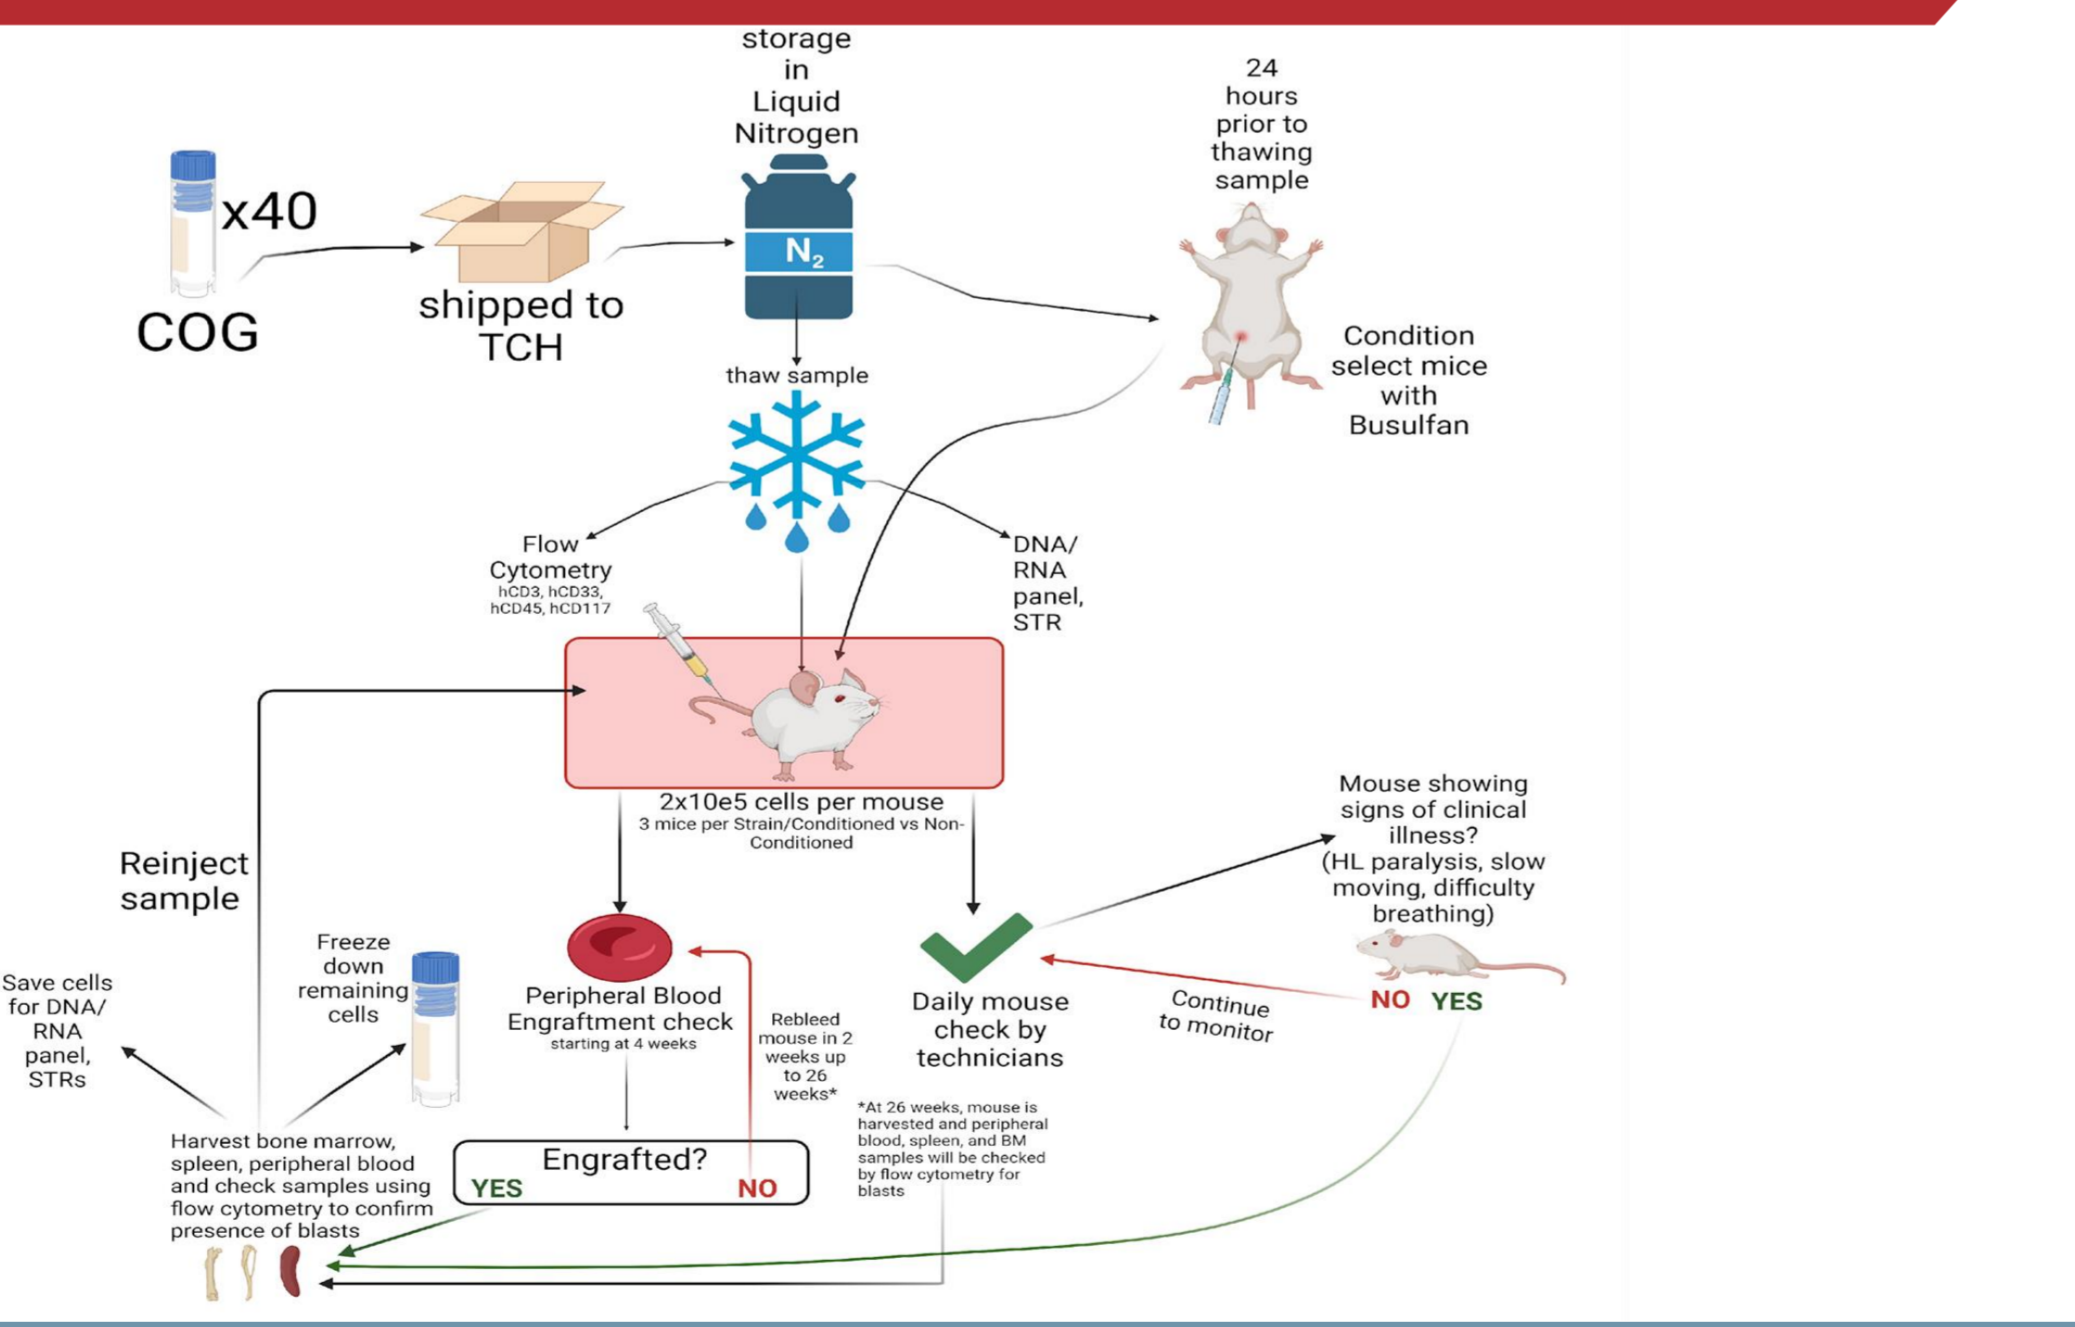 storage
in
Liquid
Nitrogen
24
hours
prior to
thawing
sample
x40
COG
shipped to
TCH
N₂
Condition
select mice
with
Busulfan
thaw sample
Flow
Cytometry
hCD3, hCD33,
hCD45, hCD117
DNA/
RNA
panel,
STR
2x10e5 cells per mouse
3 mice per Strain/Conditioned vs Non-
Conditioned
Mouse showing
signs of clinical
illness?
(HL paralysis, slow
moving, difficulty
breathing)
NO YES
Continue
to monitor
Reinject
sample
Freeze
down
remaining
cells
Save cells
for DNA/
RNA
panel,
STRs
Peripheral Blood
Engraftment check
starting at 4 weeks
Rebleed
mouse in 2
weeks up
to 26
weeks*
Daily mouse
check by
technicians
*At 26 weeks, mouse is
harvested and peripheral
blood, spleen, and BM
samples will be checked
by flow cytometry for
blasts
Engrafted?
YES NO
Harvest bone marrow,
spleen, peripheral blood
and check samples using
flow cytometry to confirm
presence of blasts